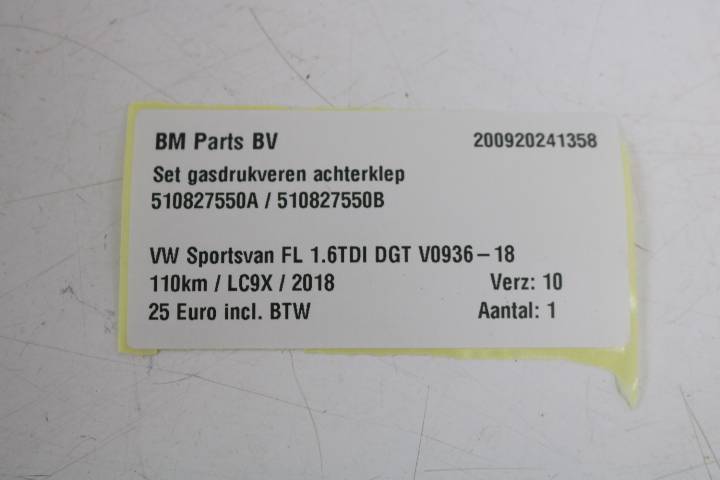 BM Parts BV 200920241358
Set gasdrukveren achterklep
510827550A / 510827550B
VW Sportsvan FL 1.6TDI DGT V0936 – 18
110km / LC9X / 2018 Verz: 10
25 Euro incl. BTW Aantal: 1